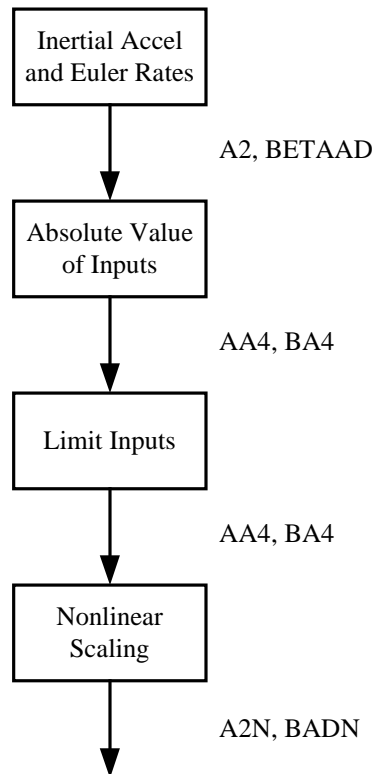 Inertial Accel
and Euler Rates
A2, BETAAD
Absolute Value
of Inputs
AA4, BA4
Limit Inputs
AA4, BA4
Nonlinear
Scaling
A2N, BADN